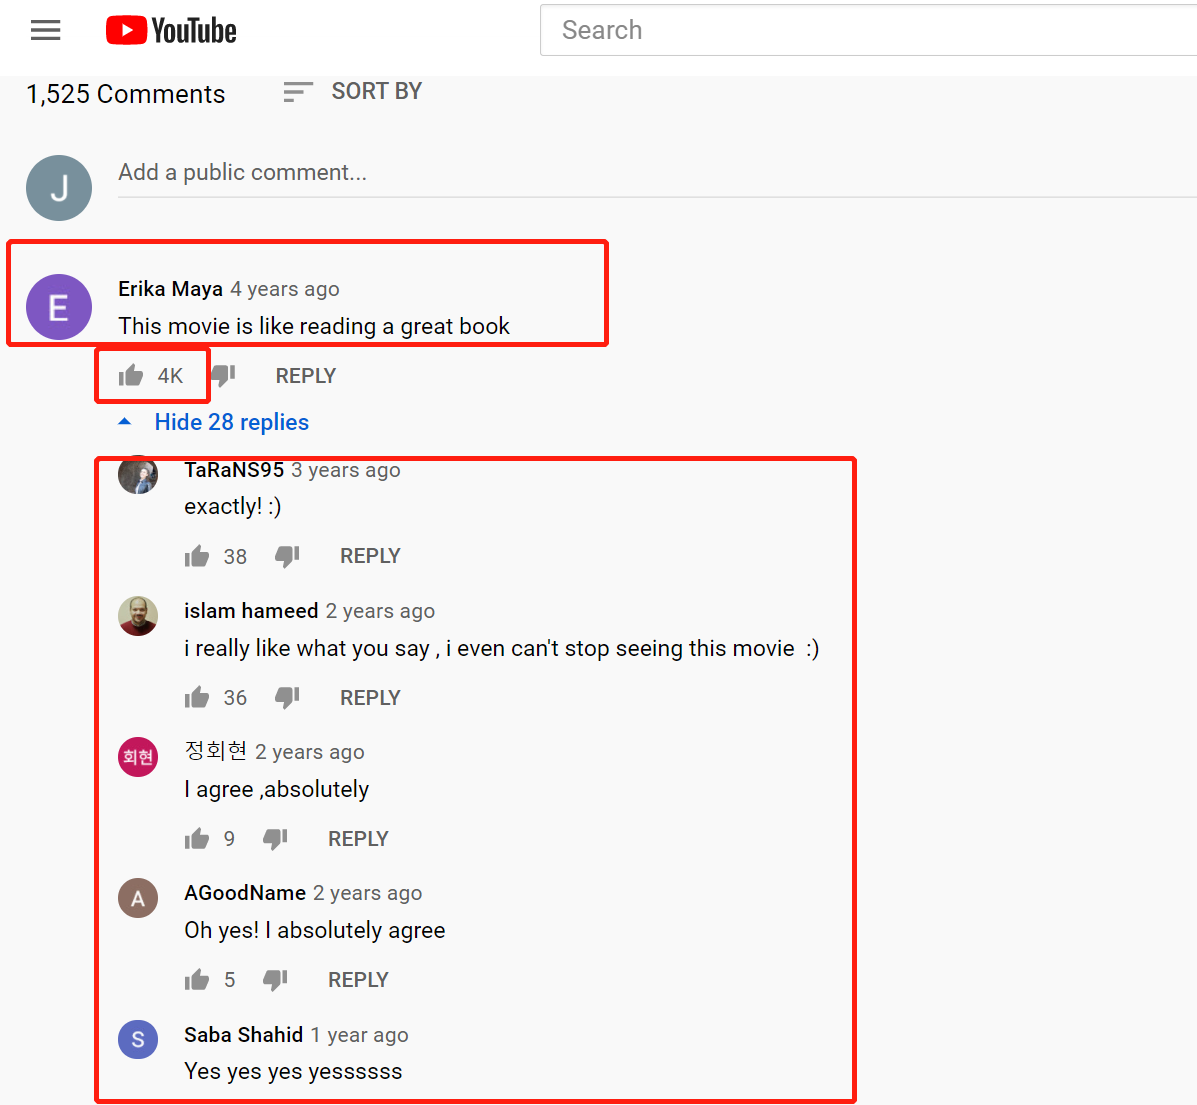 YouTube
Search
1,525 Comments SORT BY
J
Add a public comment...
E
Erika Maya 4 years ago
This movie is like reading a great book
4K REPLY
Hide 28 replies
TaRaNS95 3 years ago
exactly! :)
38 REPLY
islam hameed 2 years ago
i really like what you say , i even can't stop seeing this movie :)
36 REPLY
회현
정회현 2 years ago
I agree ,absolutely
9 REPLY
A
AGoodName 2 years ago
Oh yes! I absolutely agree
5 REPLY
S
Saba Shahid 1 year ago
Yes yes yes yessssss